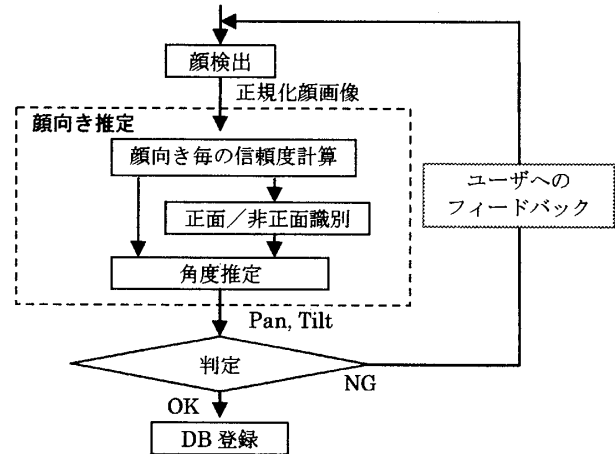 顔検出
正規化顔画像
顔向き推定
顔向き毎の信頼度計算
正面／非正面識別
角度推定
ユーザへの
フィードバック
Pan, Tilt
判定
NG
OK
DB 登録